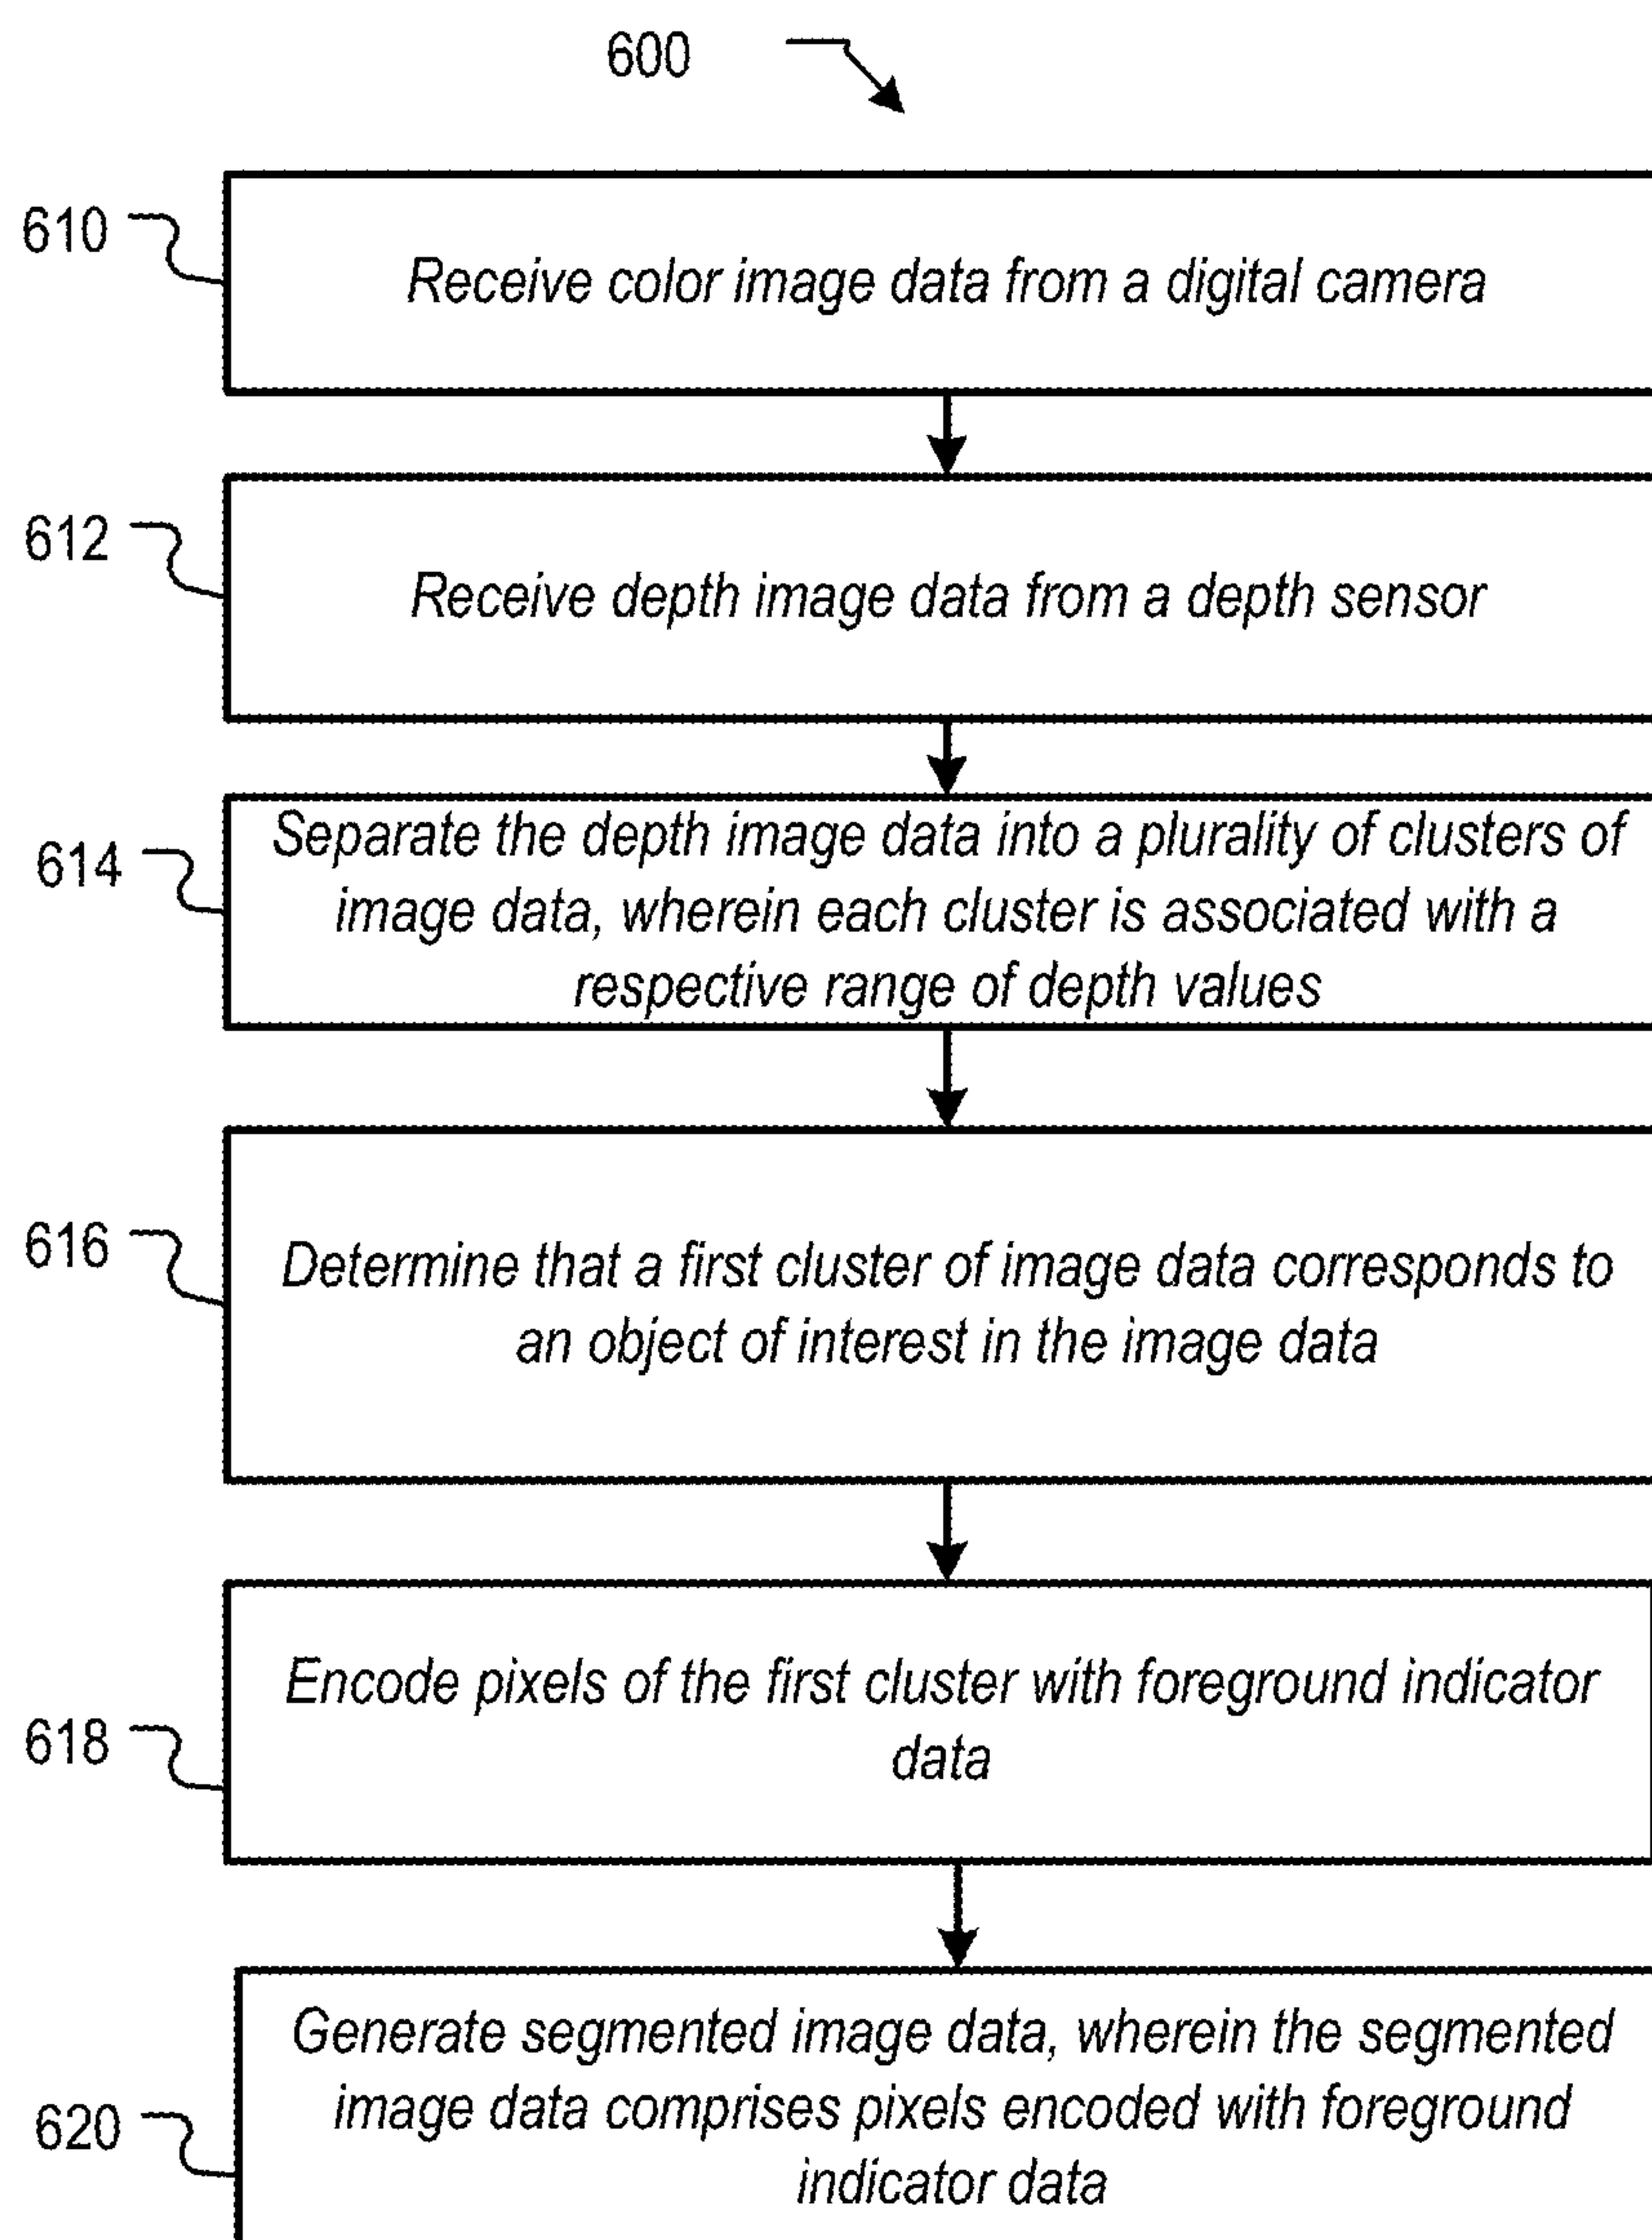 600
610
Receive color image data from a digital camera
612
Receive depth image data from a depth sensor
614
Separate the depth image data into a plurality of clusters of
image data, wherein each cluster is associated with a
respective range of depth values
616
Determine that a first cluster of image data corresponds to
an object of interest in the image data
618
Encode pixels of the first cluster with foreground indicator
data
620
Generate segmented image data, wherein the segmented
image data comprises pixels encoded with foreground
indicator data